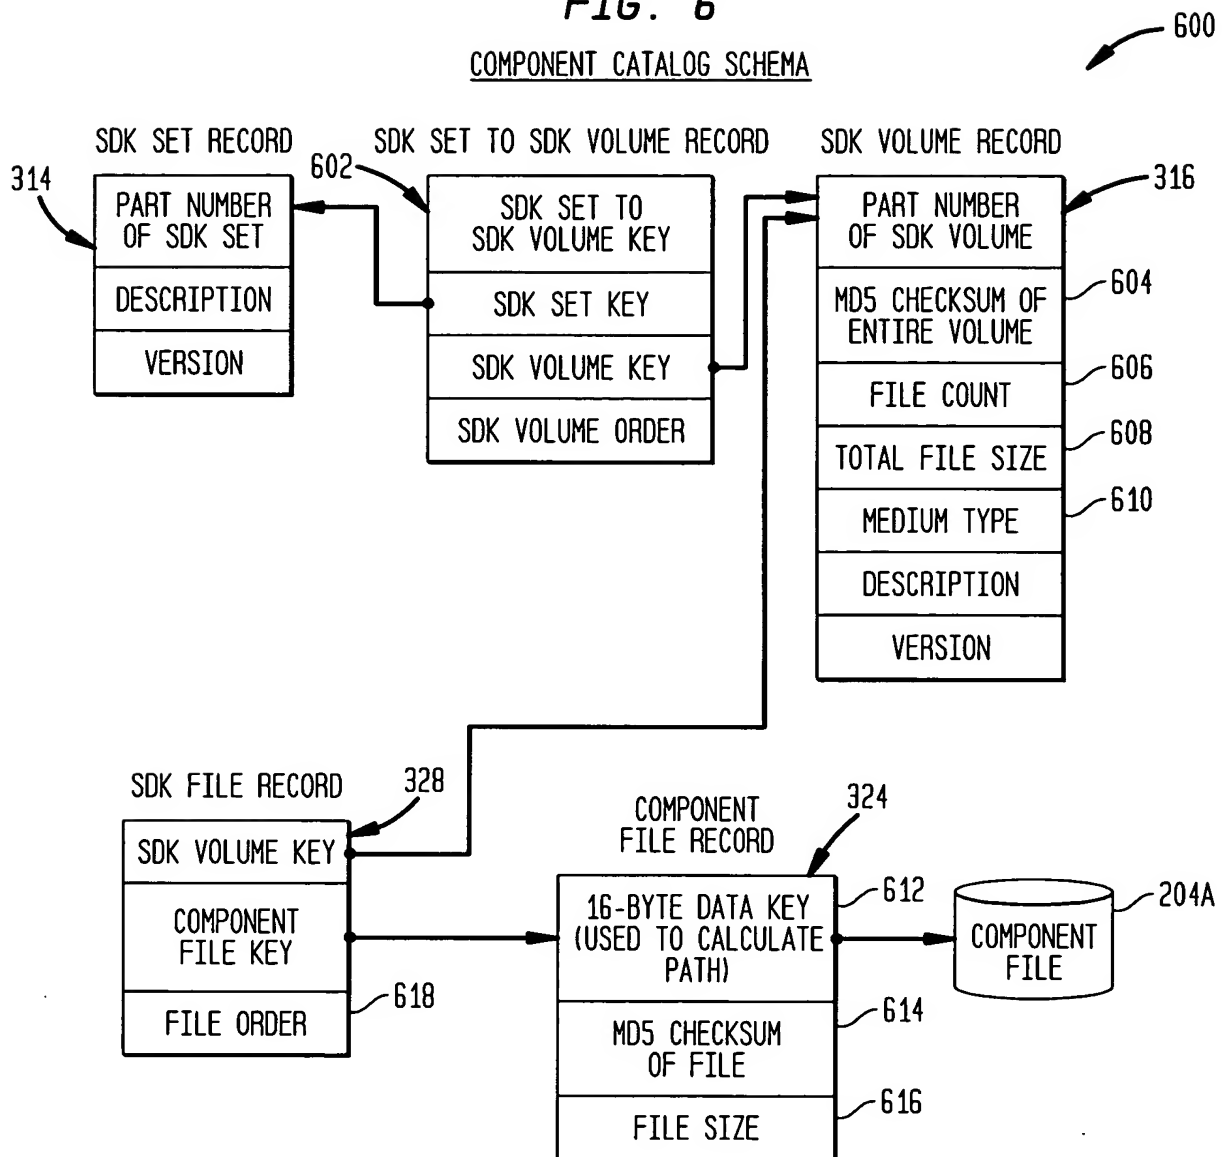 FIG. 6
600
COMPONENT CATALOG SCHEMA
SDK SET RECORD
314
PART NUMBER
OF SDK SET
DESCRIPTION
VERSION
SDK SET TO SDK VOLUME RECORD
602
SDK SET TO
SDK VOLUME KEY
SDK SET KEY
SDK VOLUME KEY
SDK VOLUME ORDER
SDK VOLUME RECORD
316
PART NUMBER
OF SDK VOLUME
604
MD5 CHECKSUM OF
ENTIRE VOLUME
606
FILE COUNT
608
TOTAL FILE SIZE
610
MEDIUM TYPE
DESCRIPTION
VERSION
SDK FILE RECORD
328
SDK VOLUME KEY
COMPONENT
FILE KEY
618
FILE ORDER
COMPONENT
FILE RECORD
324
612
16-BYTE DATA KEY
(USED TO CALCULATE
PATH)
614
MD5 CHECKSUM
OF FILE
616
FILE SIZE
204A
COMPONENT
FILE